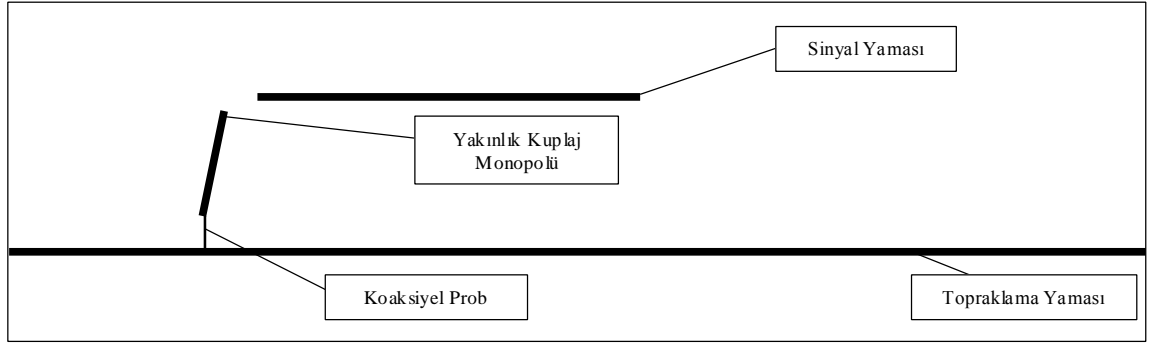 Sinyal Yaması
Yakınlık Kuplaj
Monopolü
Koaksiyel Prob
Topraklama Yaması